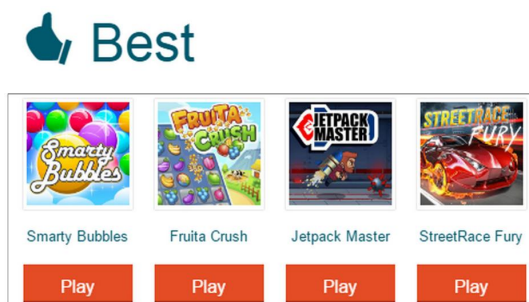 Best
Smarty
Bubbles
FRUITA
CRUSH
JETPACK
MASTER
STREETRACE
FURY
Smarty Bubbles
Fruita Crush
Jetpack Master
StreetRace Fury
Play
Play
Play
Play